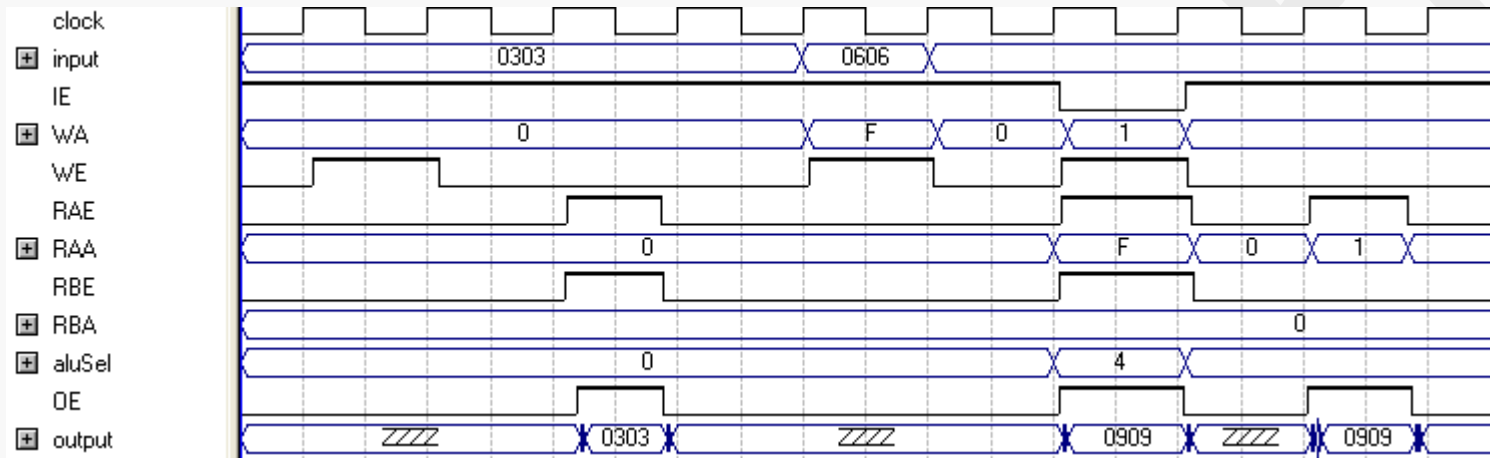 clock
input 0303 0606
IE
WA 0 F 0 1
WE
RAE
RAA 0 F 0 1
RBE
RBA 0
aluSel 0 4
OE
output ZZZZ 0303 ZZZZ 0909 ZZZZ 0909